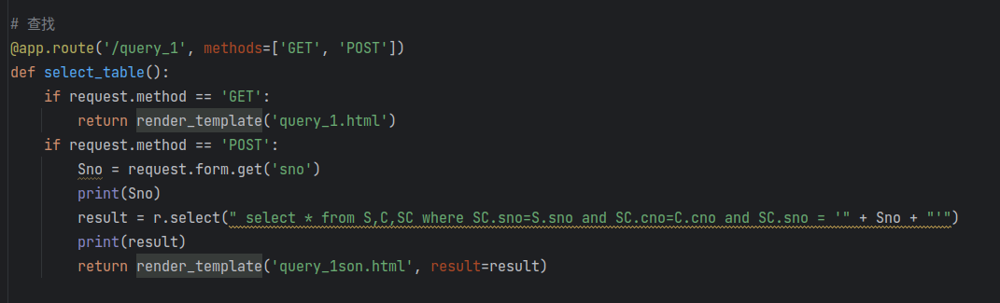 # 查找
@app.route('/query_1', methods=['GET', 'POST'])
def select_table():
    if request.method == 'GET':
        return render_template('query_1.html')
    if request.method == 'POST':
        Sno = request.form.get('sno')
        print(Sno)
        result = r.select(" select * from S,C,SC where SC.sno=S.sno and SC.cno=C.cno and SC.sno = '" + Sno + "'")
        print(result)
        return render_template('query_1son.html', result=result)